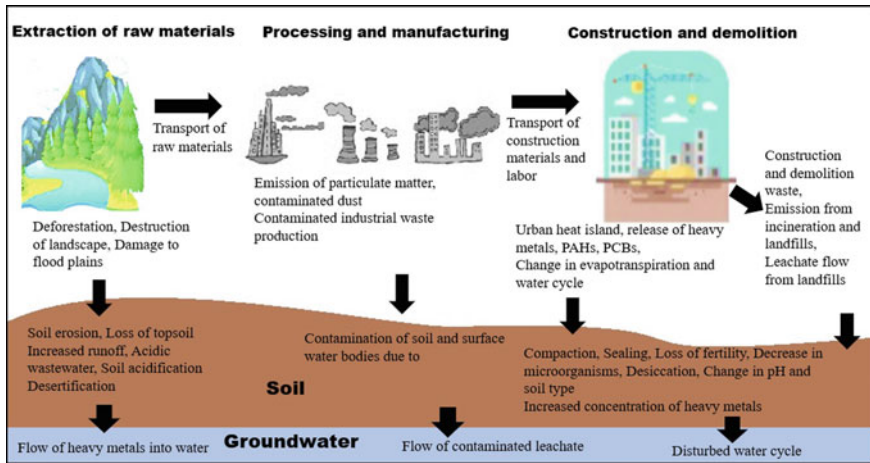 Extraction of raw materials
Processing and manufacturing
Construction and demolition
Transport of
raw materials
Transport of
construction
materials and
labor
Deforestation, Destruction
of landscape, Damage to
flood plains
Emission of particulate matter,
contaminated dust
Contaminated industrial waste
production
Urban heat island, release of heavy
metals, PAHs, PCBs,
Change in evapotranspiration and
water cycle
Construction
and demolition
waste,
Emission from
incineration and
landfills,
Leachate flow
from landfills
Soil erosion, Loss of topsoil
Increased runoff, Acidic
wastewater, Soil acidification
Desertification
Contamination of soil and surface
water bodies due to
Compaction, Sealing, Loss of fertility, Decrease in
microorganisms, Desiccation, Change in pH and
soil type
Increased concentration of heavy metals
Soil
Groundwater
Flow of heavy metals into water
Flow of contaminated leachate
Disturbed water cycle